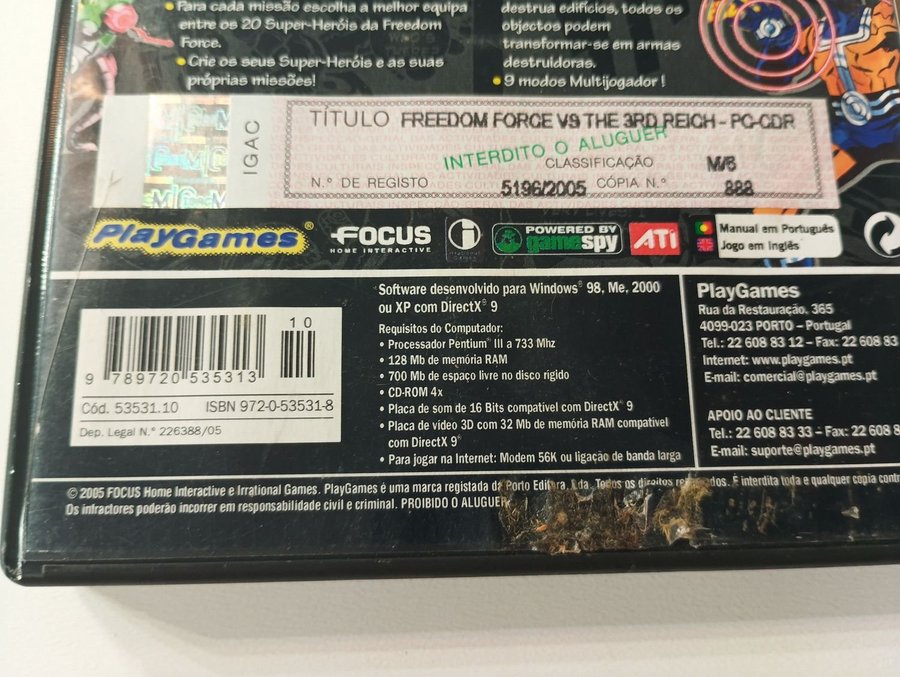 Para cada missão escolha a melhor equipa
entre os 20 Super-Heróis da Freedom
Force.
Crie os seus Super-Heróis e as suas
próprias missões!
destrua edifícios, todos os
objectos podem
transformar-se em armas
destruidoras.
9 modos Multijogador !
IGAC
TÍTULO FREEDOM FORCE VS THE 3RD REICH - PC-CDR
INTERDITO O ALUGUER
CLASSIFICAÇÃO M/6
N.º DE REGISTO 5196/2005 CÓPIA N.º 888
PlayGames®
FOCUS
HOME INTERACTIVE
Irrational
Games
POWERED BY
gamespy
ATI
Manual em Português
Jogo em Inglês
10
9 789720 535313
Cód. 53531.10 ISBN 972-0-53531-8
Dep. Legal N.º 226388/05
Software desenvolvido para Windows® 98, Me, 2000
ou XP com DirectX® 9
Requisitos do Computador:
• Processador Pentium® III a 733 Mhz
• 128 Mb de memória RAM
• 700 Mb de espaço livre no disco rígido
• CD-ROM 4x
• Placa de som de 16 Bits compatível com DirectX® 9
• Placa de vídeo 3D com 32 Mb de memória RAM compatível
com DirectX 9®
• Para jogar na Internet: Modem 56K ou ligação de banda larga
PlayGames
Rua da Restauração, 365
4099-023 PORTO – Portugal
Tel.: 22 608 83 12 – Fax: 22 608 83
Internet: www.playgames.pt
E-mail: comercial@playgames.pt
APOIO AO CLIENTE
Tel.: 22 608 83 33 – Fax: 22 608 8
E-mail: suporte@playgames.pt
© 2005 FOCUS Home Interactive e Irrational Games. PlayGames é uma marca registada da Porto Editora, Lda. Todos os direitos reservados. É interdita toda e qualquer cópia contr
Os infractores poderão incorrer em responsabilidade civil e criminal. PROIBIDO O ALUGUER